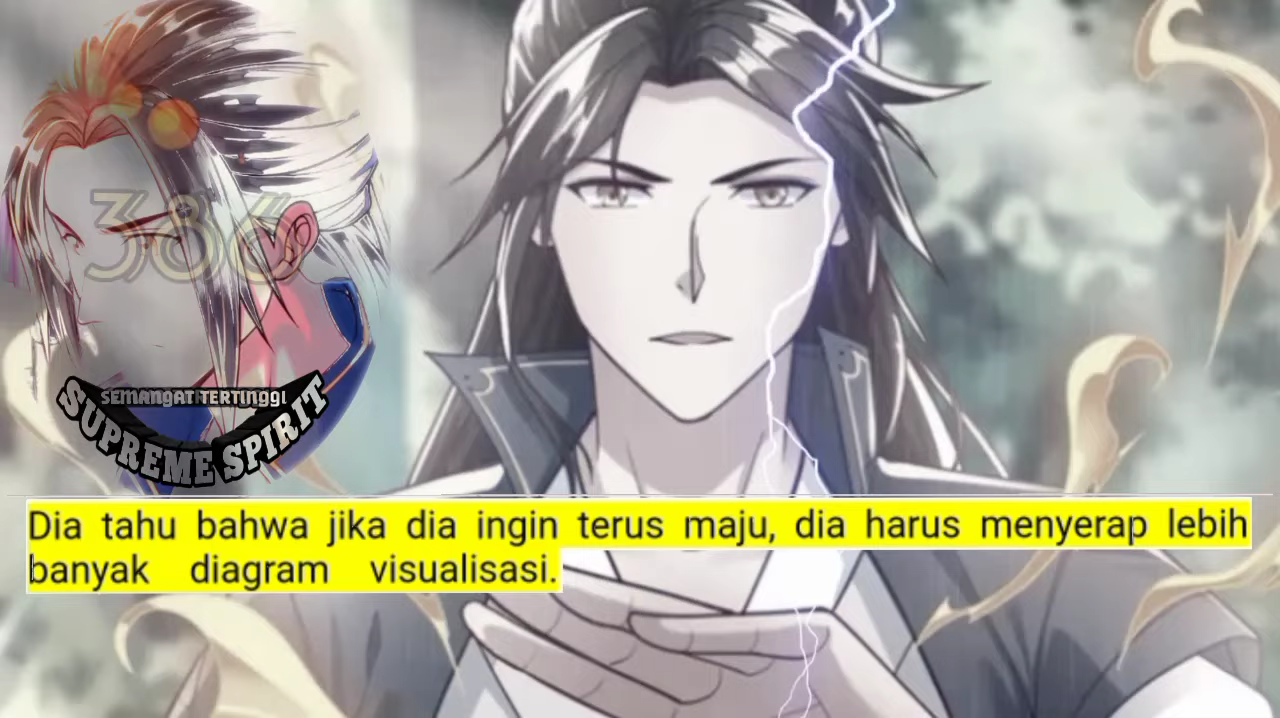 386
SEMANGAT TERTINGGI
SUPREME SPIRIT
Dia tahu bahwa jika dia ingin terus maju, dia harus menyerap lebih
banyak diagram visualisasi.